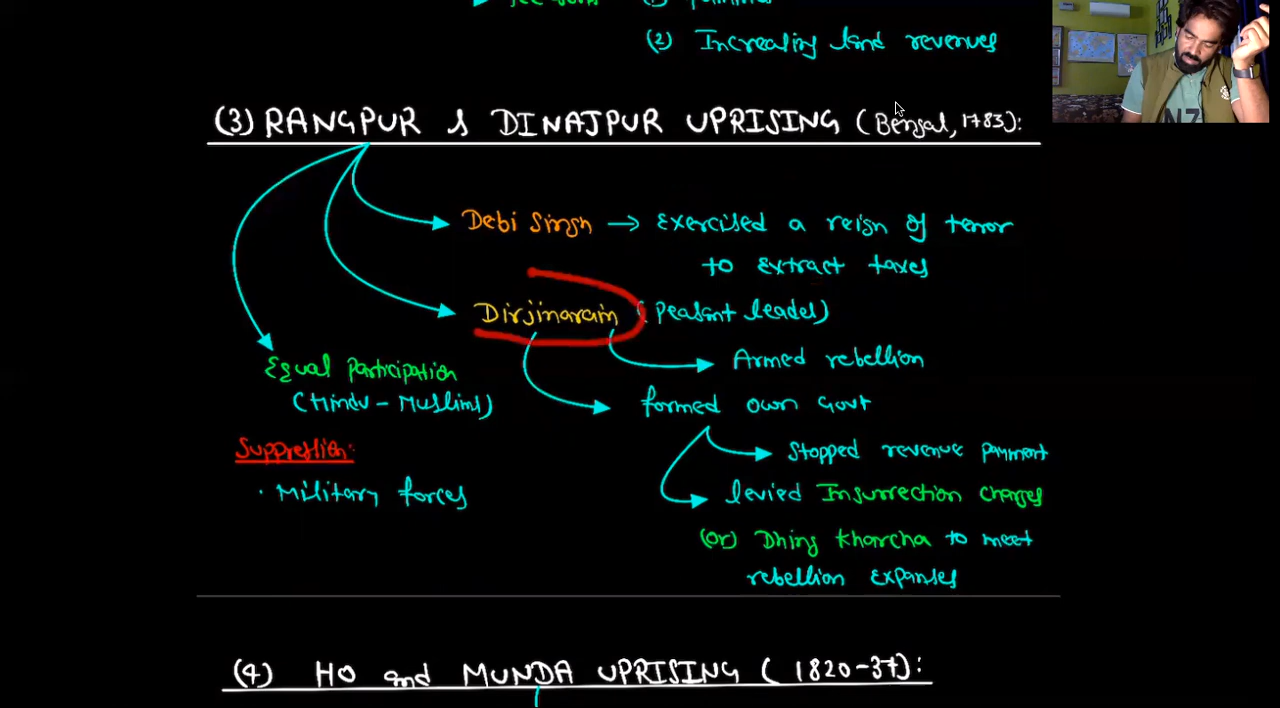 (2) Increasing land revenues
(3) RANGPUR & DINAJPUR UPRISING (Bengal, 1783):
Debi Singh → Exercised a reign of terror
to extract taxes
Dirjinarain (Peasant leader)
Armed rebellion
Equal participation
(Hindu - Muslims)
formed own Govt
Suppression:
Stopped revenue payment
· Military forces
levied Insurrection charges
(or) Dhing kharcha to meet
rebellion expanses
(4) HO and MUNDA UPRISING (1820-37):